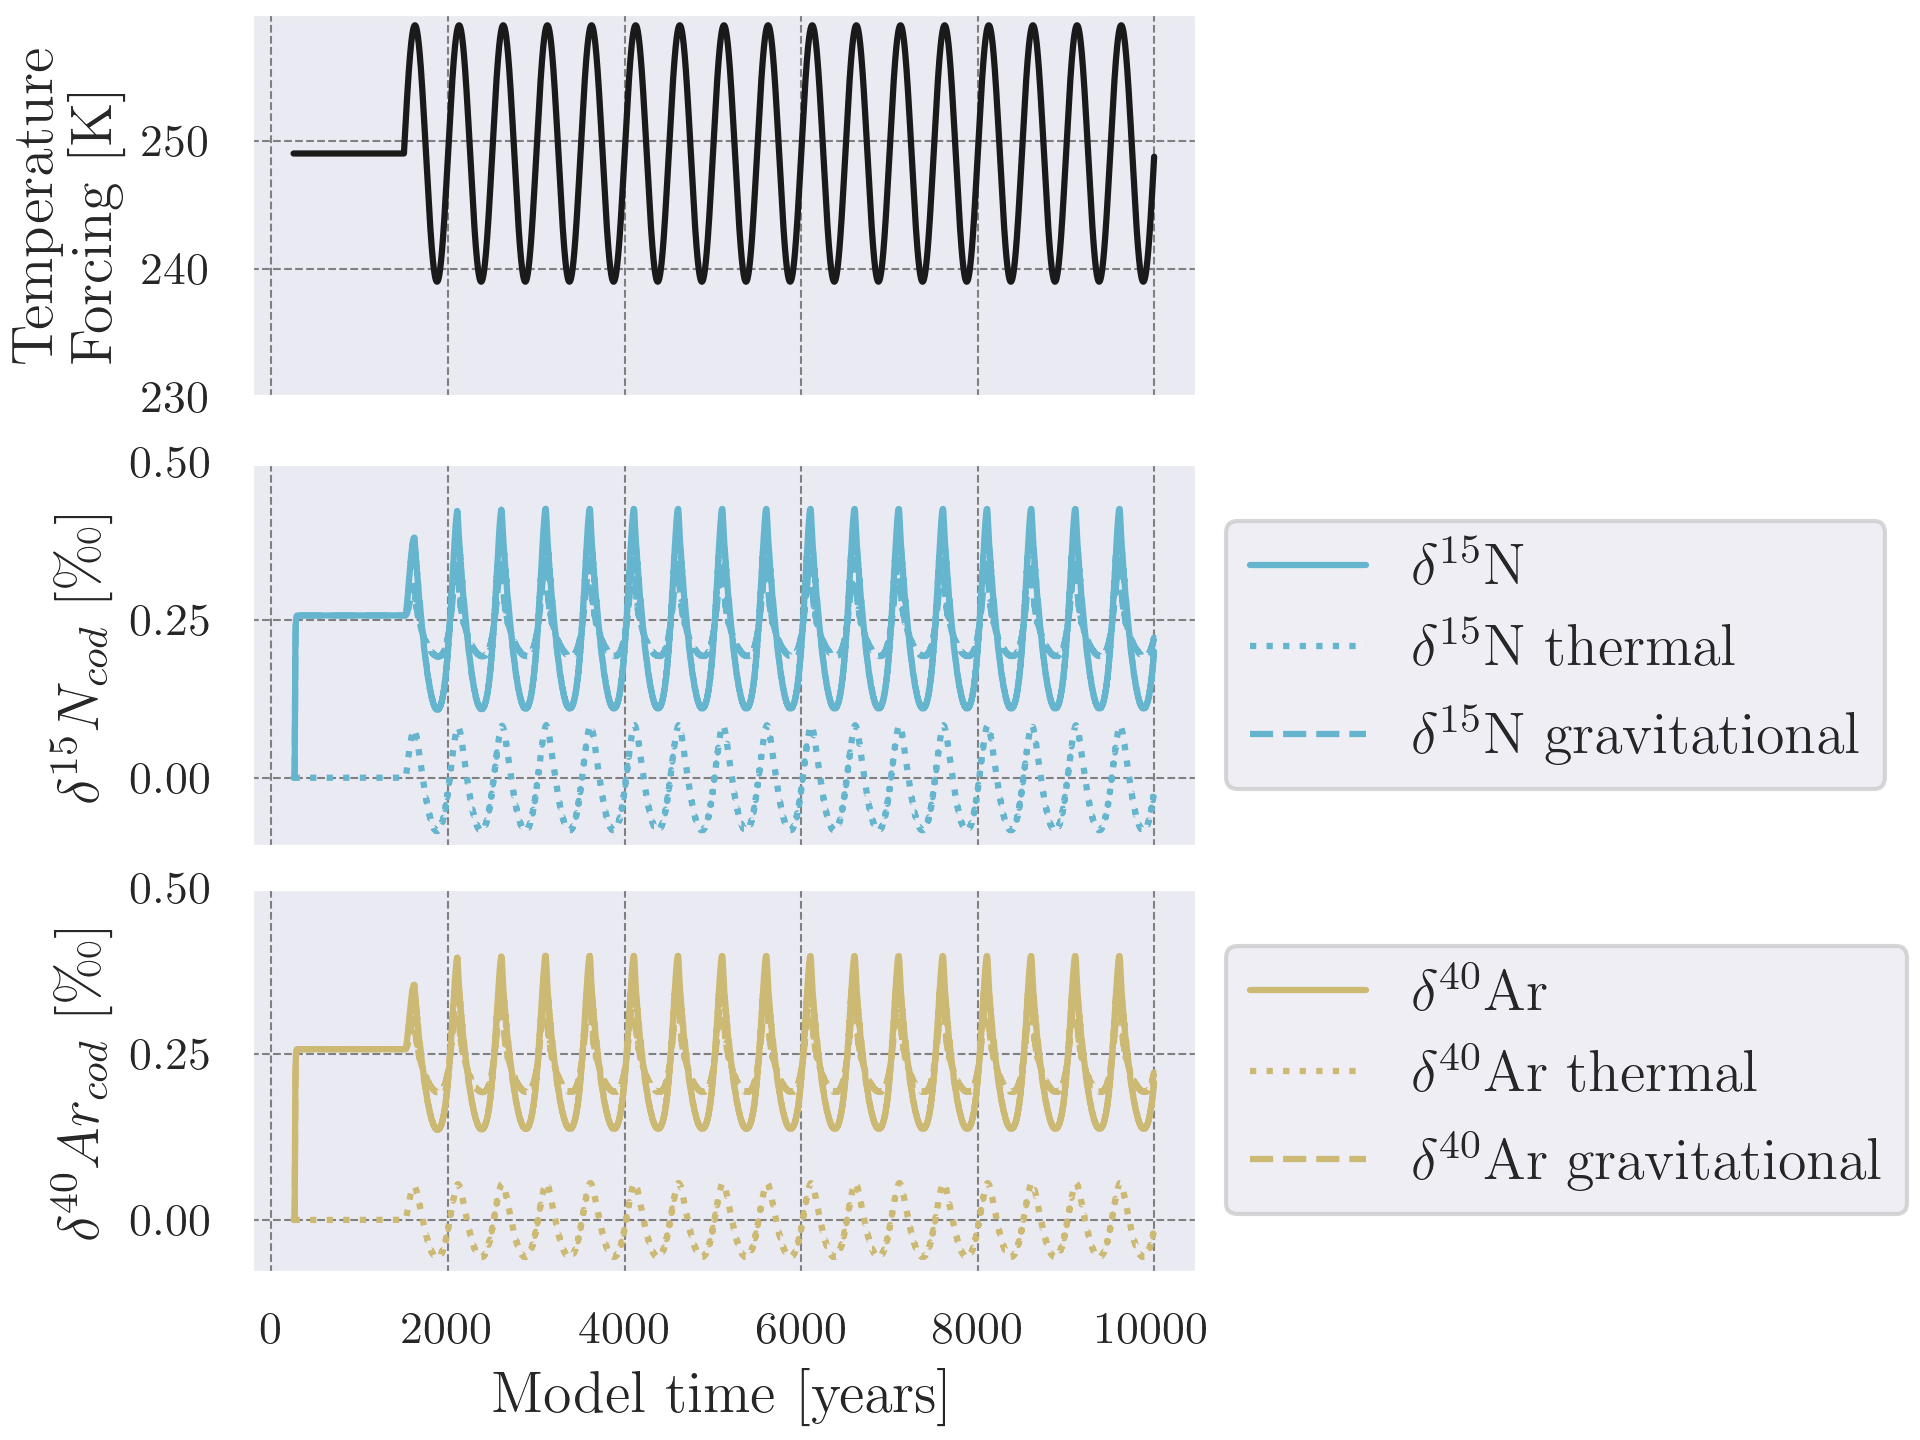 Temperature
Forcing [K]
250
240
230
δ¹⁵N_cod [‰]
0.50
0.25
0.00
δ¹⁵N
δ¹⁵N thermal
δ¹⁵N gravitational
δ⁴⁰Ar_cod [‰]
0.50
0.25
0.00
δ⁴⁰Ar
δ⁴⁰Ar thermal
δ⁴⁰Ar gravitational
0 2000 4000 6000 8000 10000
Model time [years]